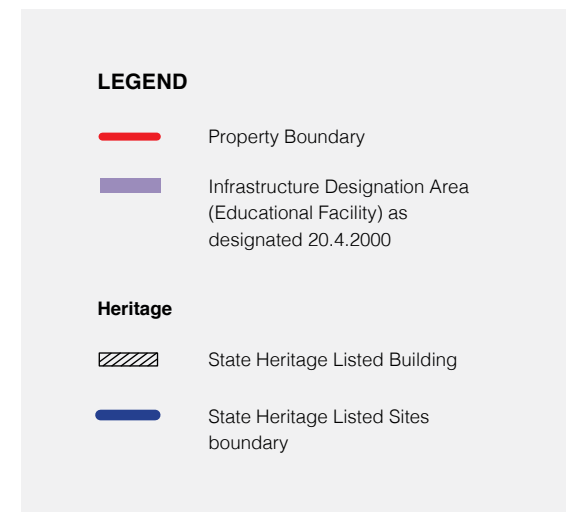 LEGEND
Property Boundary
Infrastructure Designation Area
(Educational Facility) as
designated 20.4.2000
Heritage
State Heritage Listed Building
State Heritage Listed Sites
boundary